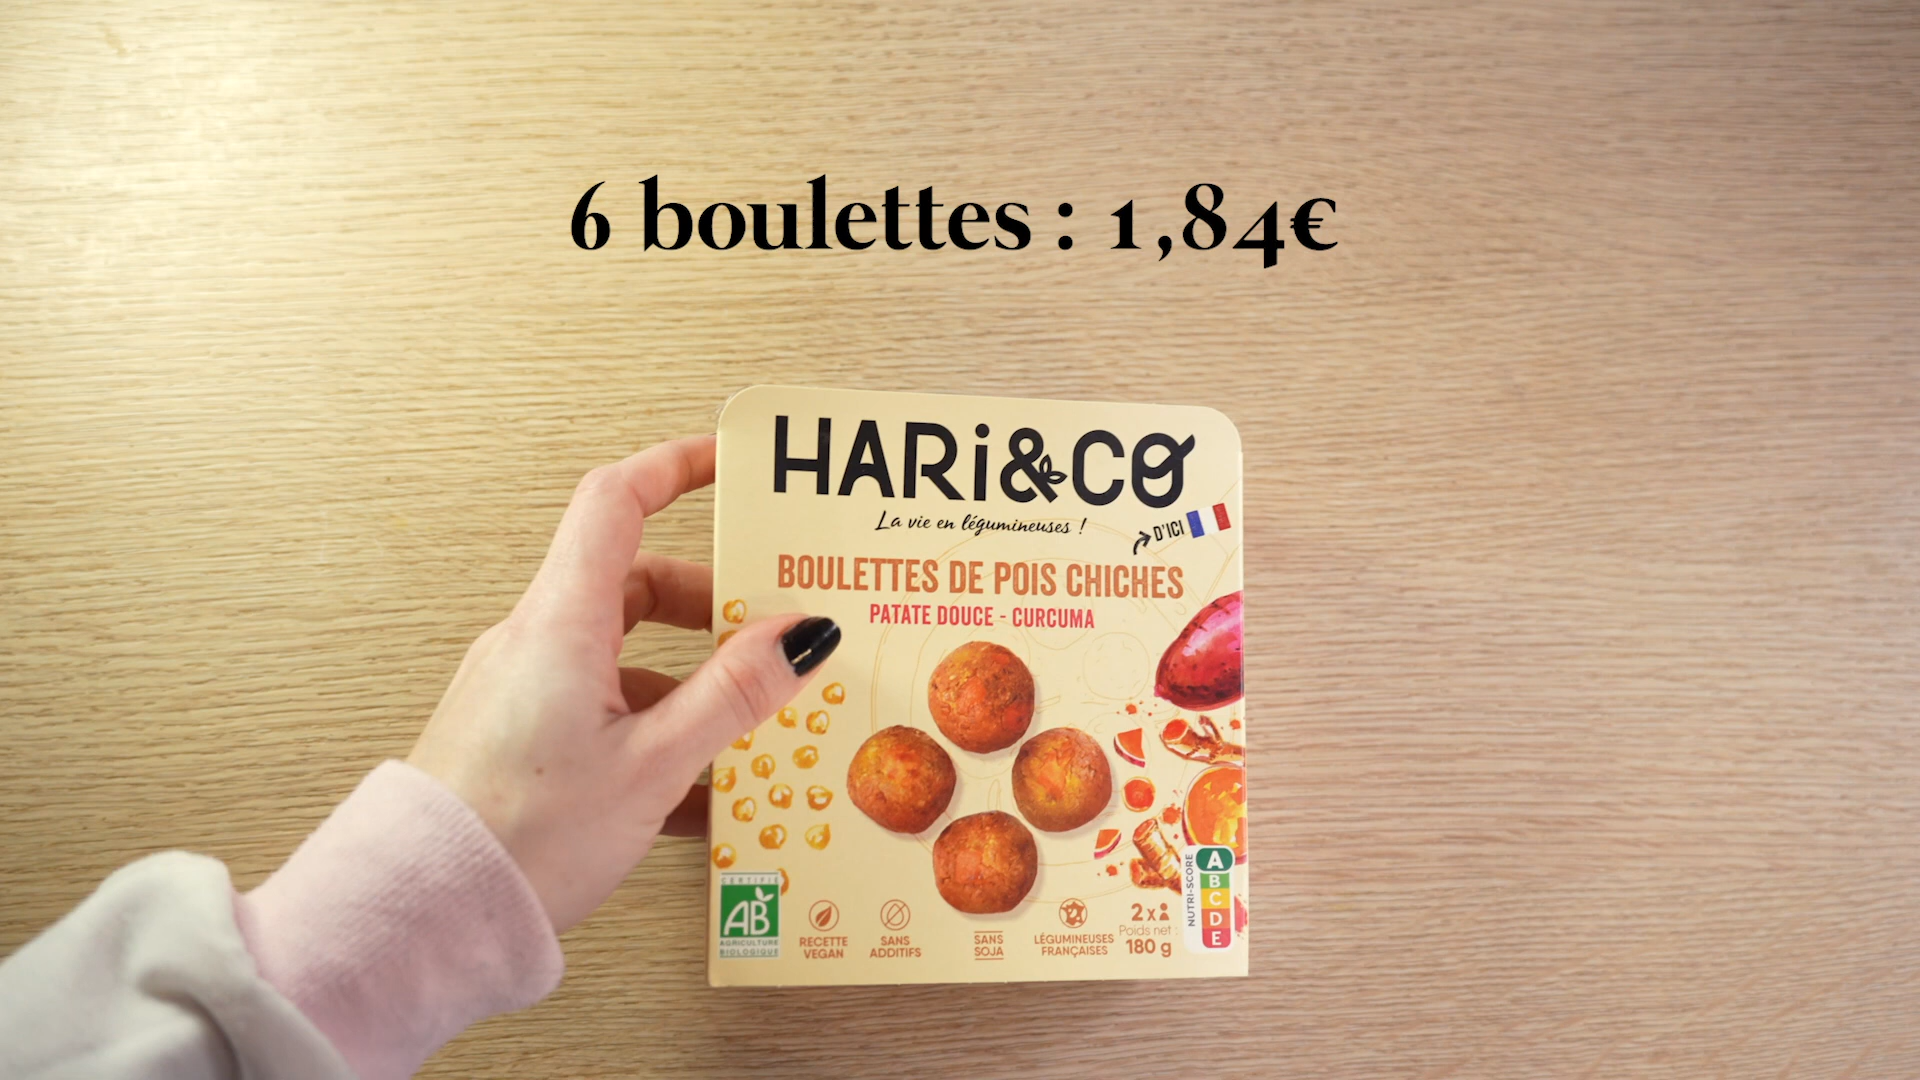 6 boulettes : 1,84€
HARi&CO
La vie en légumineuses !
D'ICI
BOULETTES DE POIS CHICHES
PATATE DOUCE - CURCUMA
CERTIFIÉ
AB
AGRICULTURE
BIOLOGIQUE
RECETTE
VEGAN
SANS
ADDITIFS
SANS
SOJA
LÉGUMINEUSES
FRANÇAISES
2 x
Poids net :
180 g
NUTRI-SCORE
A
B
C
D
E